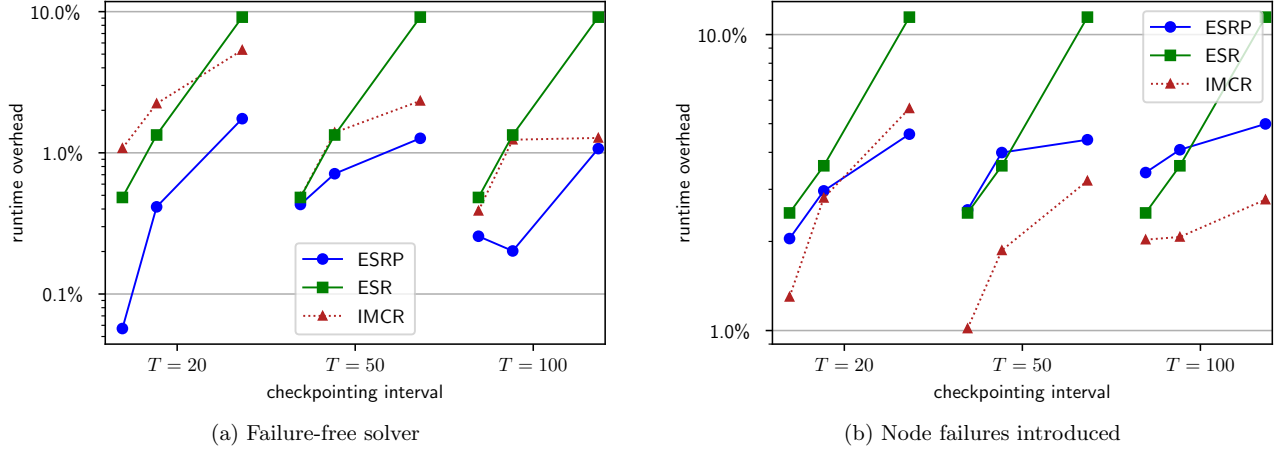 10.0%
1.0%
0.1%
runtime overhead
ESRP
ESR
IMCR
T = 20
T = 50
T = 100
checkpointing interval
(a) Failure-free solver
10.0%
1.0%
runtime overhead
ESRP
ESR
IMCR
T = 20
T = 50
T = 100
checkpointing interval
(b) Node failures introduced